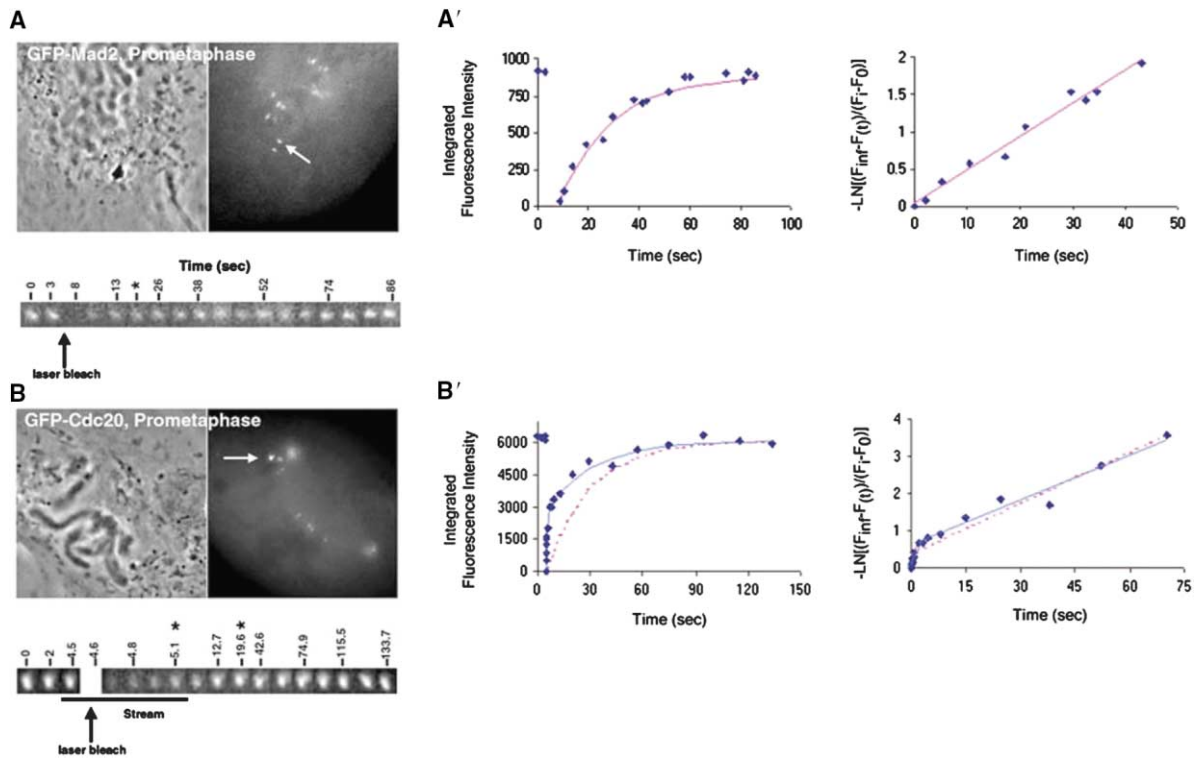 A
GFP-Mad2, Prometaphase
Time (sec)
0 3 8 13 * 26 38 52 74 86
laser bleach
A′
1000
750
500
250
0
0 20 40 60 80 100
Integrated
Fluorescence Intensity
Time (sec)
2
1.5
1
0.5
0
0 10 20 30 40 50
-LN[(Finf-F(t))/(Fi-F0)]
Time (sec)
B
GFP-Cdc20, Prometaphase
* *
0 2 4.5 4.6 4.8 5.1 12.7 19.6 42.6 74.9 115.5 133.7
Stream
laser bleach
B′
6000
4500
3000
1500
0
0 30 60 90 120 150
Integrated
Fluorescence Intensity
Time (sec)
4
3
2
1
0
0 15 30 45 60 75
-LN[(Finf-F(t))/(Fi-F0)]
Time (sec)